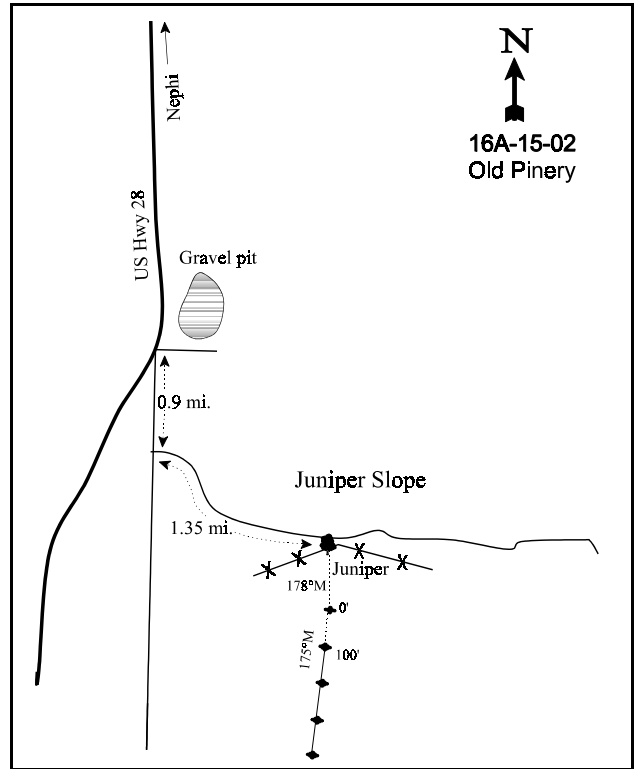 N
16A-15-02
Old Pinery
Nephi
US Hwy 28
Gravel pit
0.9 mi.
Juniper Slope
1.35 mi.
Juniper
178°M
0'
175°M
100'